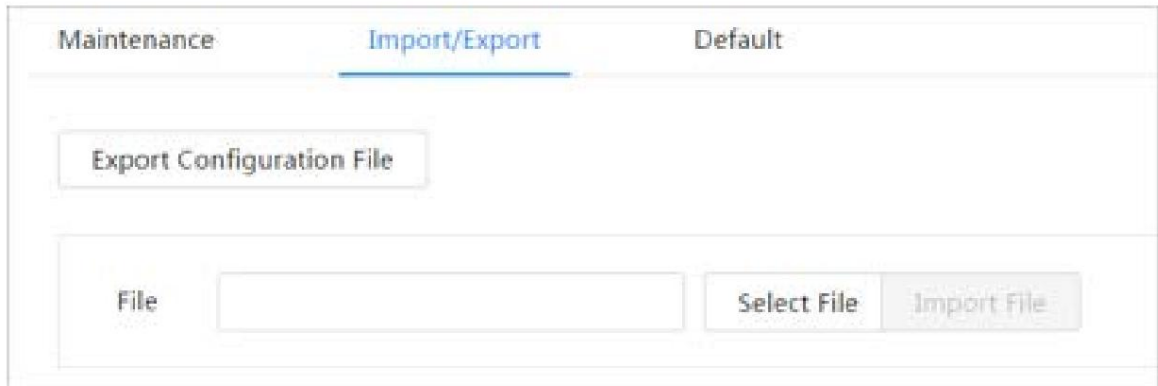 Maintenance Import/Export Default
Export Configuration File
File Select File Import File